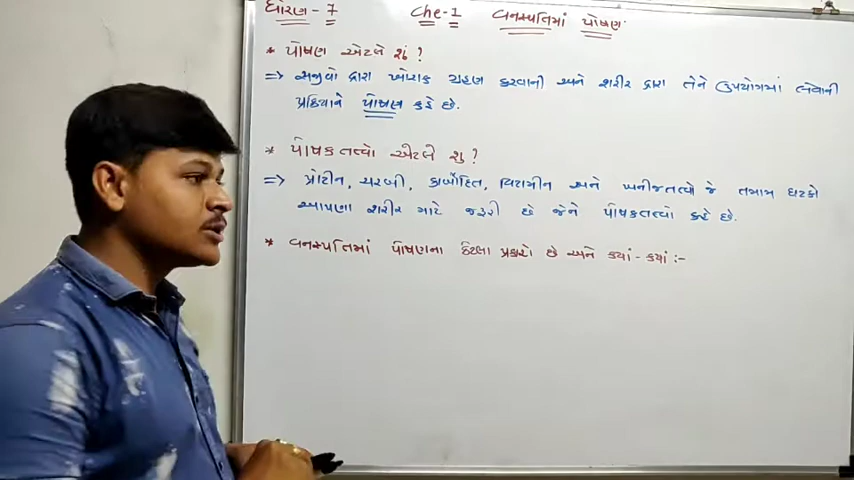 ધોરણ - 7 Che-1 વનસ્પતિમાં પોષણ
* પોષણ એટલે શું ?
⇒ સજીવો દ્વારા ખોરાક ગ્રહણ કરવાની અને શરીર દ્વારા તેને ઉપયોગમાં લેવાની
પ્રક્રિયાને પોષણ કહે છે.
* પોષકતત્વો એટલે શુ ?
⇒ પ્રોટીન, ચરબી, કાર્બોહિત, વિટામીન અને ખનીજતત્વો જે તમામ ઘટકો
આપણા શરીર માટે જરૂરી છે જેને પોષકતત્વો કહે છે.
* વનસ્પતિમાં પોષણના કેટલા પ્રકારો છે અને કયાં - કયાં :-